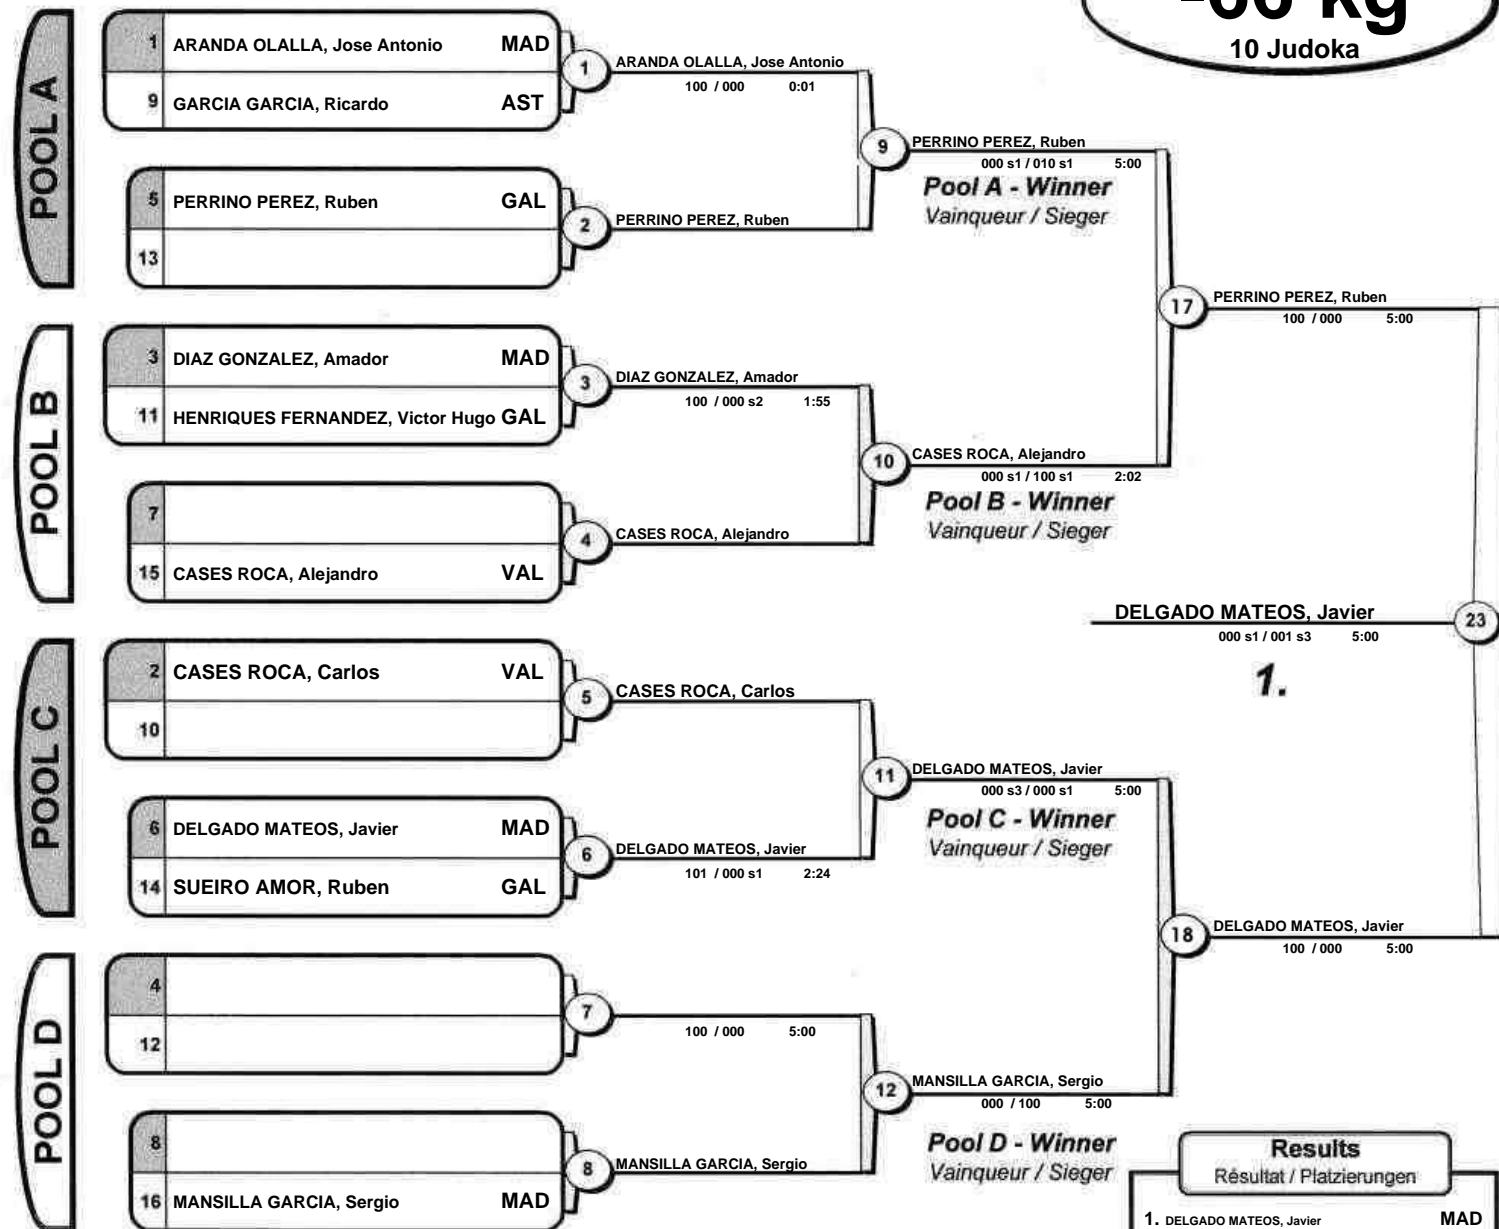 -66 kg
10 Judoka
POOL A
1 ARANDA OLALLA, Jose Antonio MAD
9 GARCIA GARCIA, Ricardo AST
5 PERRINO PEREZ, Ruben GAL
13
1 ARANDA OLALLA, Jose Antonio
100 / 000 0:01
2 PERRINO PEREZ, Ruben
9 PERRINO PEREZ, Ruben
000 s1 / 010 s1 5:00
Pool A - Winner
Vainqueur / Sieger
POOL B
3 DIAZ GONZALEZ, Amador MAD
11 HENRIQUES FERNANDEZ, Victor Hugo GAL
7
15 CASES ROCA, Alejandro VAL
3 DIAZ GONZALEZ, Amador
100 / 000 s2 1:55
4 CASES ROCA, Alejandro
10 CASES ROCA, Alejandro
000 s1 / 100 s1 2:02
Pool B - Winner
Vainqueur / Sieger
17 PERRINO PEREZ, Ruben
100 / 000 5:00
DELGADO MATEOS, Javier 23
000 s1 / 001 s3 5:00
1.
POOL C
2 CASES ROCA, Carlos VAL
10
6 DELGADO MATEOS, Javier MAD
14 SUEIRO AMOR, Ruben GAL
5 CASES ROCA, Carlos
6 DELGADO MATEOS, Javier
101 / 000 s1 2:24
11 DELGADO MATEOS, Javier
000 s3 / 000 s1 5:00
Pool C - Winner
Vainqueur / Sieger
18 DELGADO MATEOS, Javier
100 / 000 5:00
POOL D
4
12
8
16 MANSILLA GARCIA, Sergio MAD
7
100 / 000 5:00
8 MANSILLA GARCIA, Sergio
12 MANSILLA GARCIA, Sergio
000 / 100 5:00
Pool D - Winner
Vainqueur / Sieger
Results
Résultat / Platzierungen
1. DELGADO MATEOS, Javier MAD